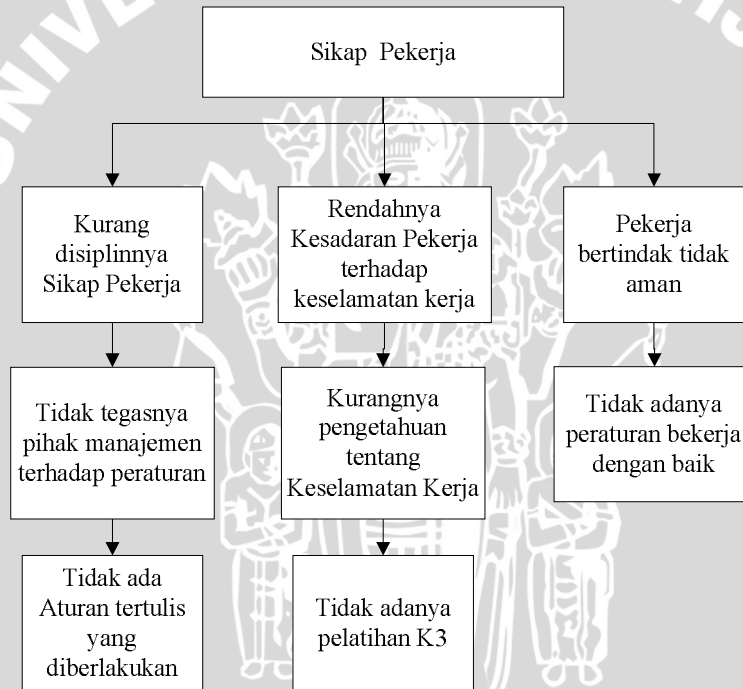 Sikap Pekerja
Kurang
disiplinnya
Sikap Pekerja
Rendahnya
Kesadaran Pekerja
terhadap
keselamatan kerja
Pekerja
bertindak tidak
aman
Tidak tegasnya
pihak manajemen
terhadap peraturan
Kurangnya
pengetahuan
tentang
Keselamatan Kerja
Tidak adanya
peraturan bekerja
dengan baik
Tidak ada
Aturan tertulis
yang
diberlakukan
Tidak adanya
pelatihan K3